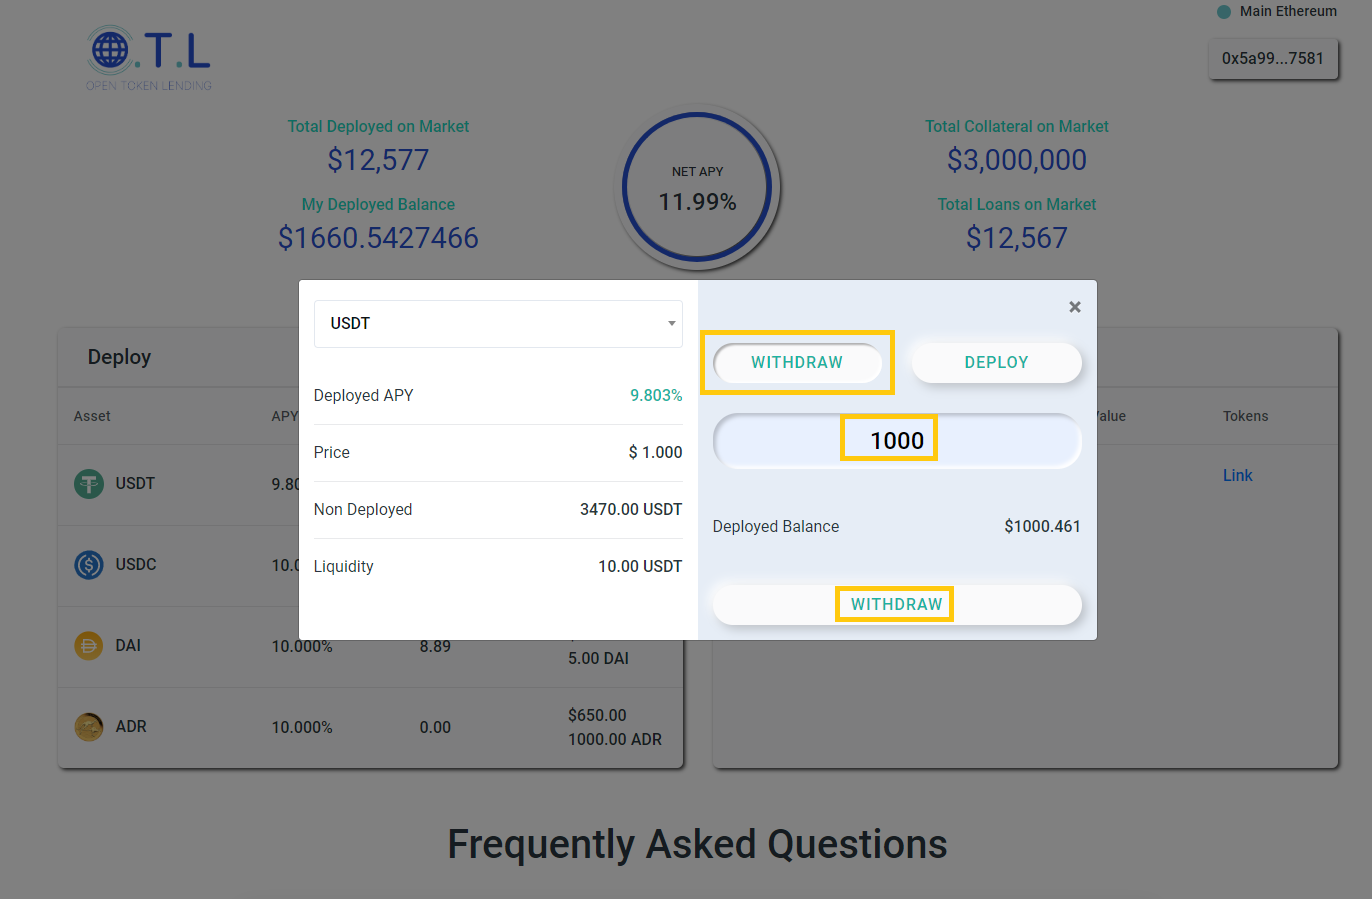 Main Ethereum
0x5a99...7581
.T.L
OPEN TOKEN LENDING
Total Deployed on Market
$12,577
My Deployed Balance
$1660.5427466
NET APY
11.99%
Total Collateral on Market
$3,000,000
Total Loans on Market
$12,567
USDT
Deployed APY 9.803%
Price $ 1.000
Non Deployed 3470.00 USDT
Liquidity 10.00 USDT
×
WITHDRAW DEPLOY
1000
Deployed Balance $1000.461
WITHDRAW
Deploy
Asset APY
USDT 9.80
USDC 10.0
DAI 10.000% 8.89
5.00 DAI
ADR 10.000% 0.00 $650.00
1000.00 ADR
Value Tokens
Link
Frequently Asked Questions